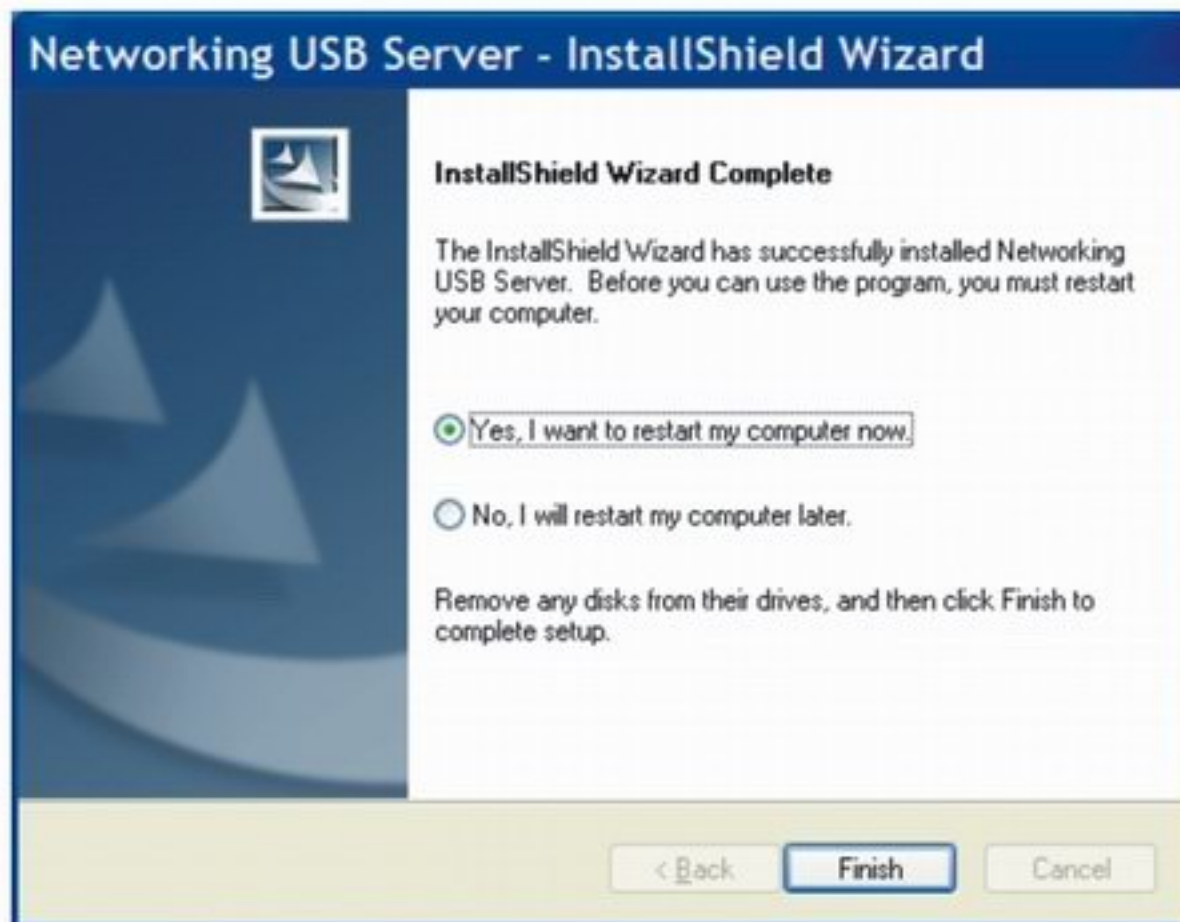 Networking USB Server - InstallShield Wizard
InstallShield Wizard Complete
The InstallShield Wizard has successfully installed Networking
USB Server.  Before you can use the program, you must restart
your computer.
Yes, I want to restart my computer now.
No, I will restart my computer later.
Remove any disks from their drives, and then click Finish to
complete setup.
< Back
Finish
Cancel